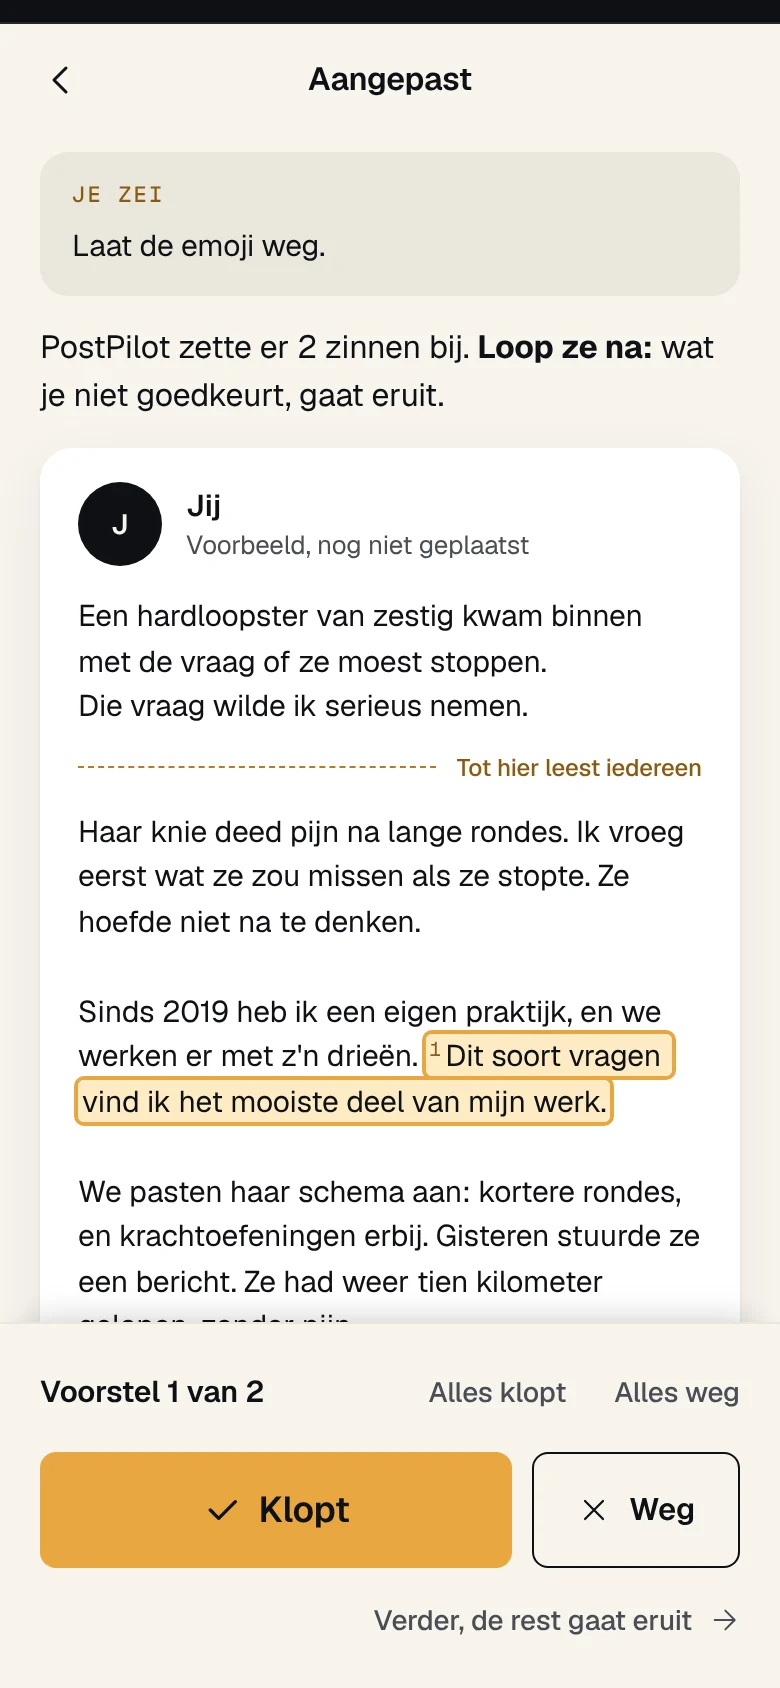 Aangepast
JE ZEI
Laat de emoji weg.
PostPilot zette er 2 zinnen bij. Loop ze na: wat
je niet goedkeurt, gaat eruit.
J
Jij
Voorbeeld, nog niet geplaatst
Een hardloopster van zestig kwam binnen
met de vraag of ze moest stoppen.
Die vraag wilde ik serieus nemen.
Tot hier leest iedereen
Haar knie deed pijn na lange rondes. Ik vroeg
eerst wat ze zou missen als ze stopte. Ze
hoefde niet na te denken.
Sinds 2019 heb ik een eigen praktijk, en we
werken er met z'n drieën. 1 Dit soort vragen
vind ik het mooiste deel van mijn werk.
We pasten haar schema aan: kortere rondes,
en krachtoefeningen erbij. Gisteren stuurde ze
een bericht. Ze had weer tien kilometer
gelopen, zonder pijn.
Voorstel 1 van 2
Alles klopt
Alles weg
Klopt
Weg
Verder, de rest gaat eruit